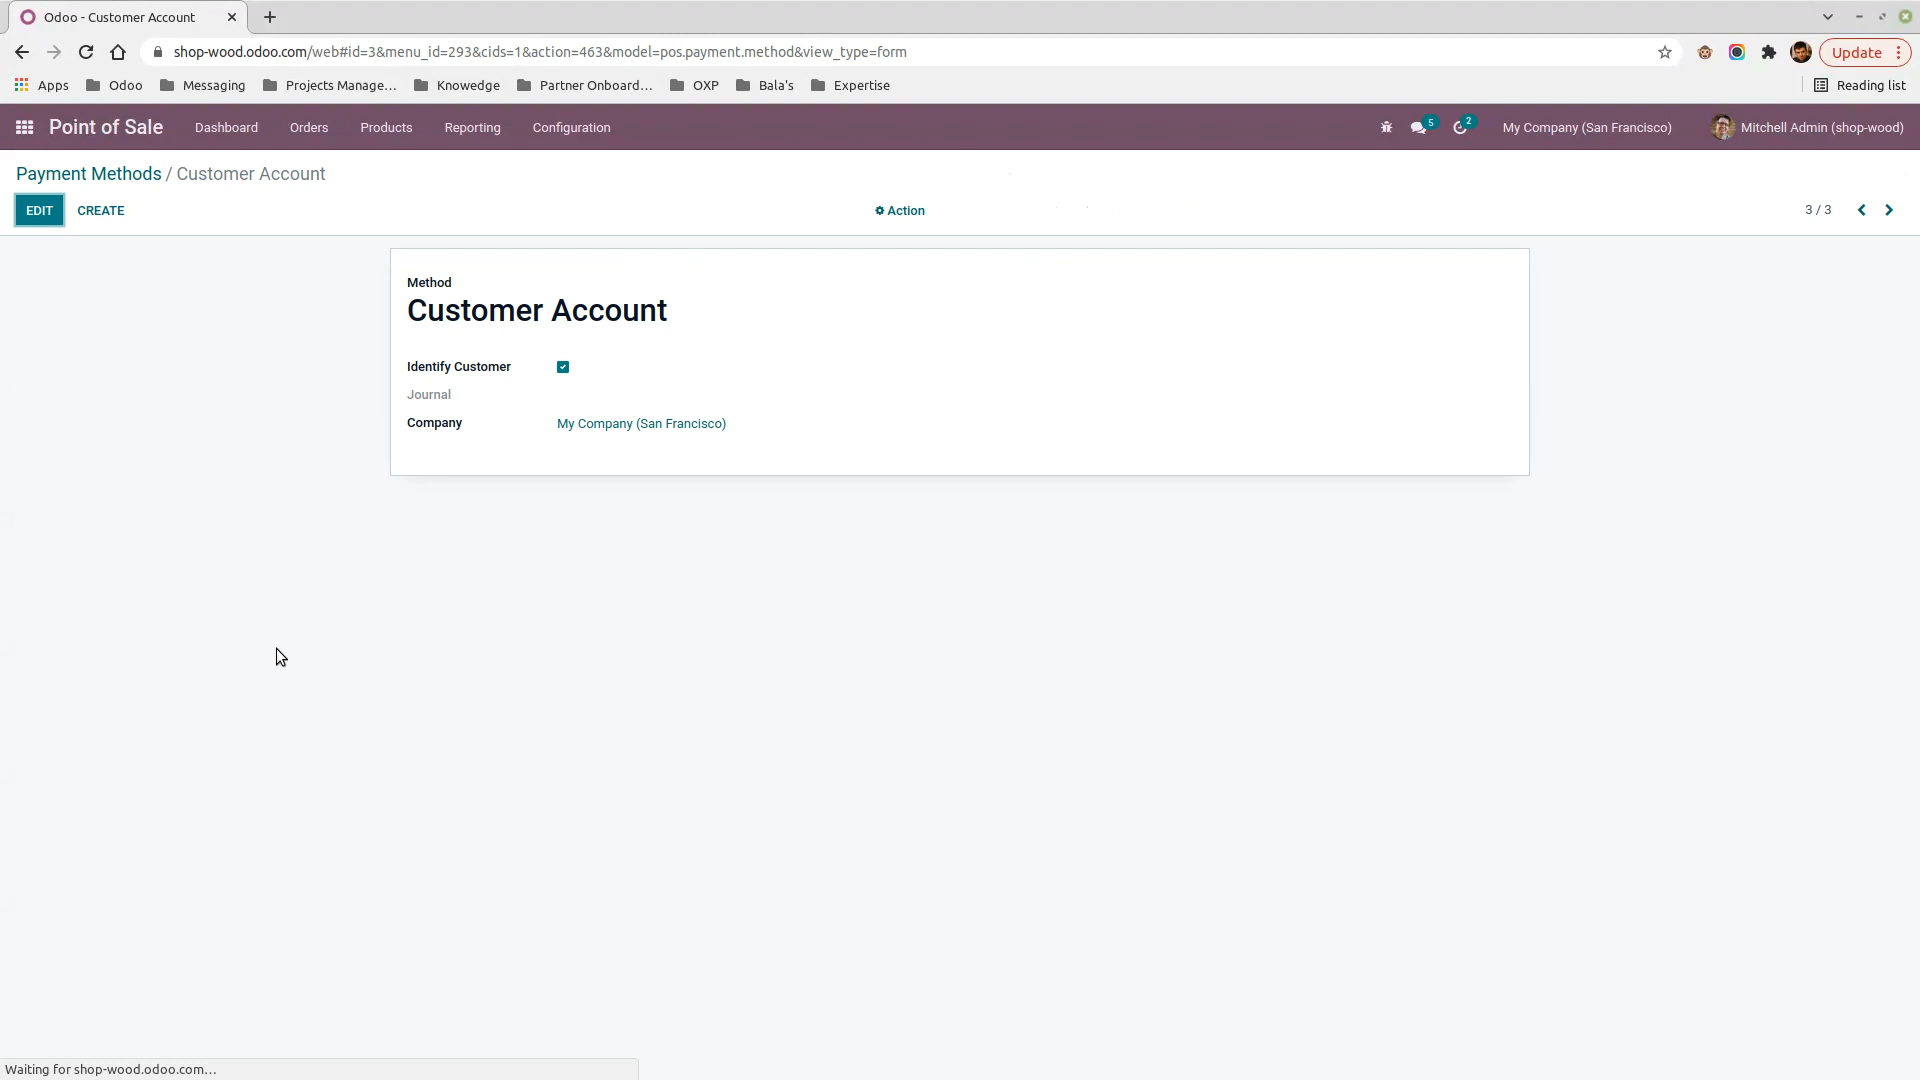 Odoo - Customer Account
shop-wood.odoo.com/web#id=3&menu_id=293&cids=1&action=463&model=pos.payment.method&view_type=form
Update
Apps Odoo Messaging Projects Manage... Knowedge Partner Onboard... OXP Bala's Expertise Reading list
Point of Sale Dashboard Orders Products Reporting Configuration 5 2 My Company (San Francisco) Mitchell Admin (shop-wood)
Payment Methods / Customer Account
EDIT CREATE Action 3 / 3
Method
Customer Account
Identify Customer
Journal
Company My Company (San Francisco)
Waiting for shop-wood.odoo.com...